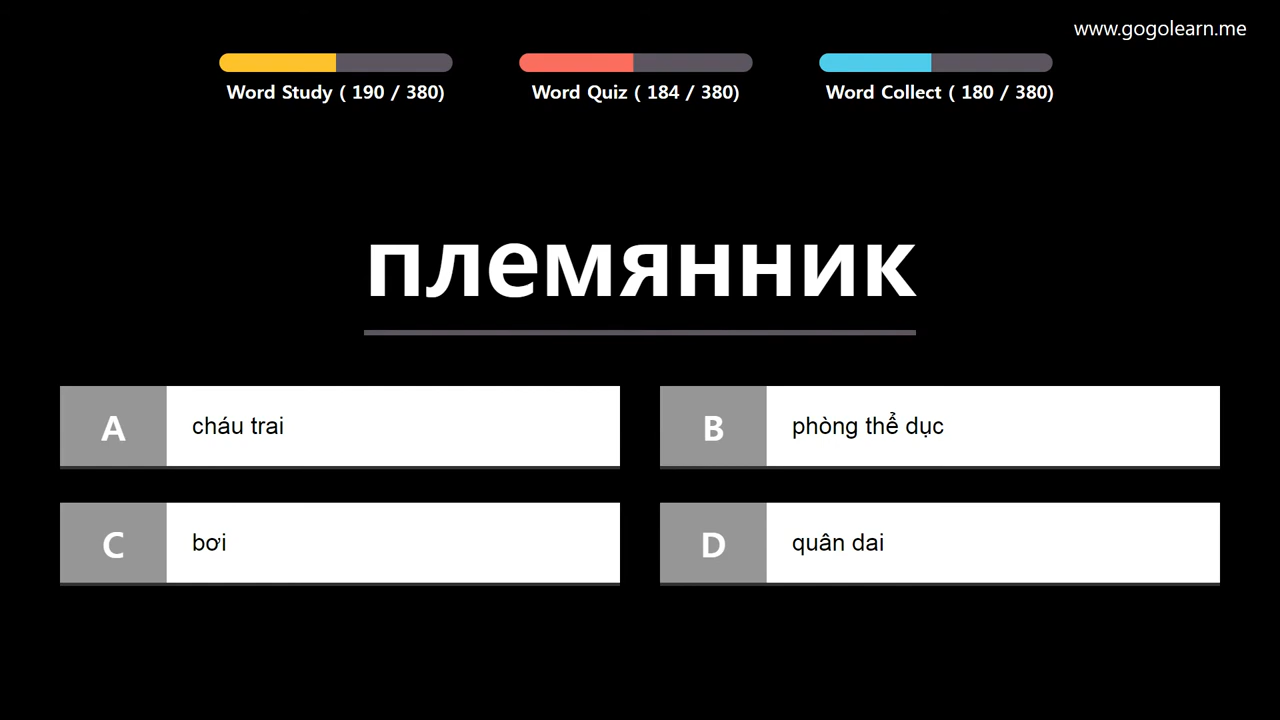 www.gogolearn.me
Word Study ( 190 / 380)
Word Quiz ( 184 / 380)
Word Collect ( 180 / 380)
племянник
A cháu trai
B phòng thể dục
C bơi
D quân dai